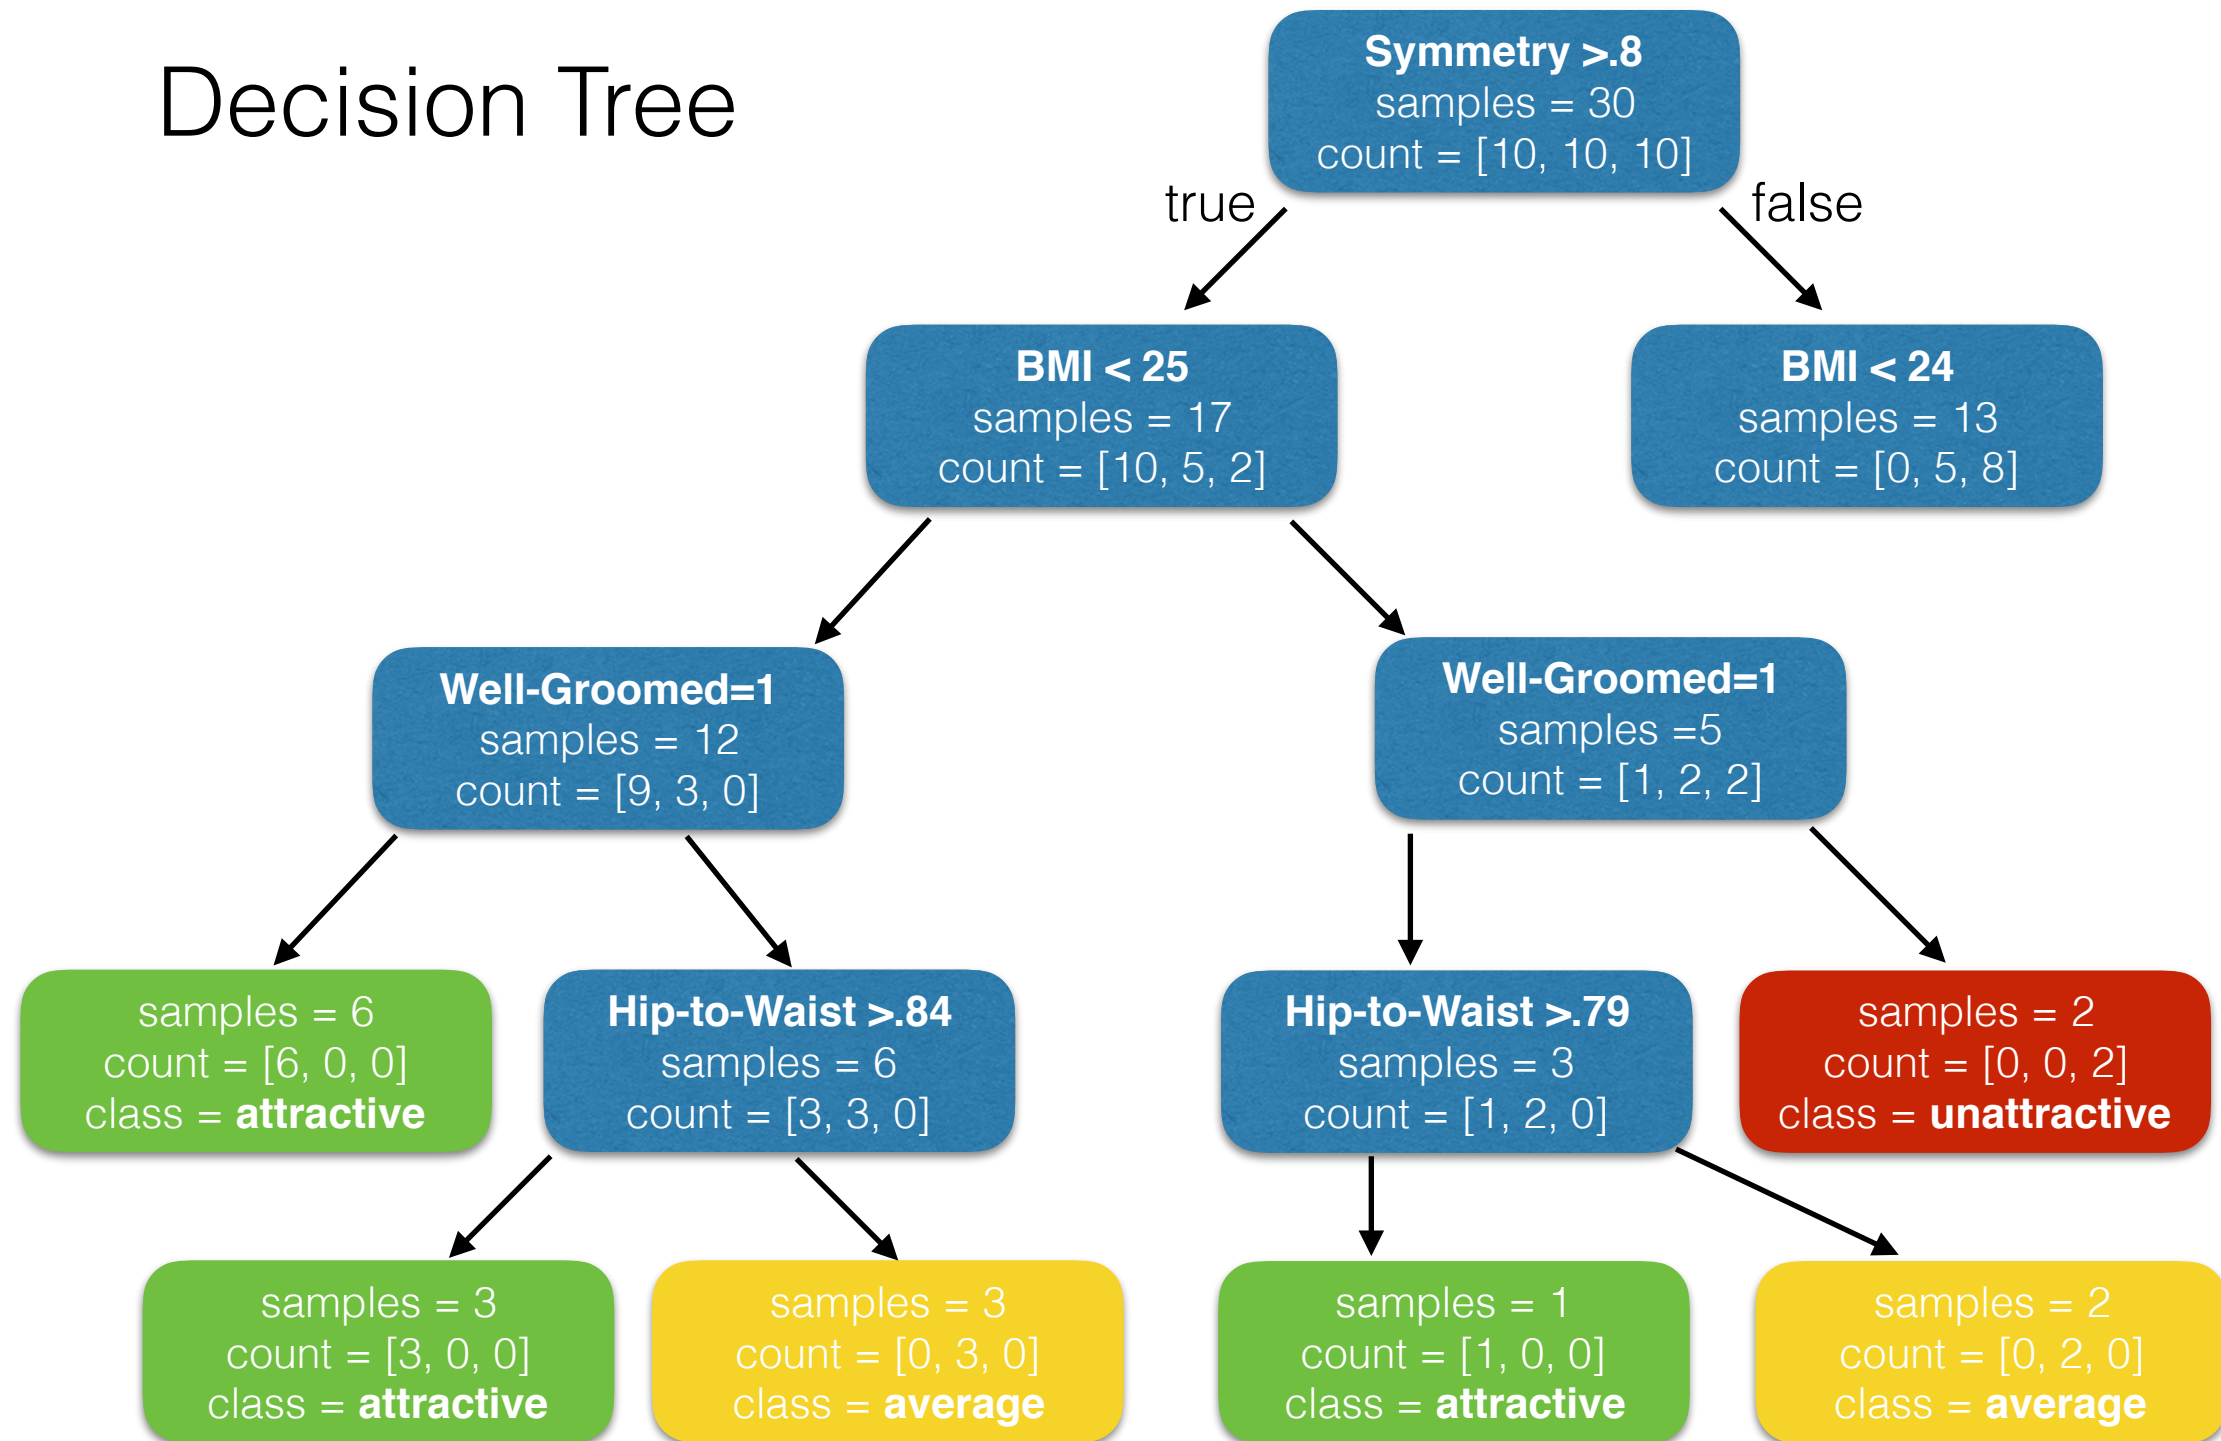 Decision Tree
Symmetry >.8
samples = 30
count = [10, 10, 10]
true
false
BMI < 25
samples = 17
count = [10, 5, 2]
BMI < 24
samples = 13
count = [0, 5, 8]
Well-Groomed=1
samples = 12
count = [9, 3, 0]
Well-Groomed=1
samples =5
count = [1, 2, 2]
samples = 6
count = [6, 0, 0]
class = attractive
Hip-to-Waist >.84
samples = 6
count = [3, 3, 0]
Hip-to-Waist >.79
samples = 3
count = [1, 2, 0]
samples = 2
count = [0, 0, 2]
class = unattractive
samples = 3
count = [3, 0, 0]
class = attractive
samples = 3
count = [0, 3, 0]
class = average
samples = 1
count = [1, 0, 0]
class = attractive
samples = 2
count = [0, 2, 0]
class = average